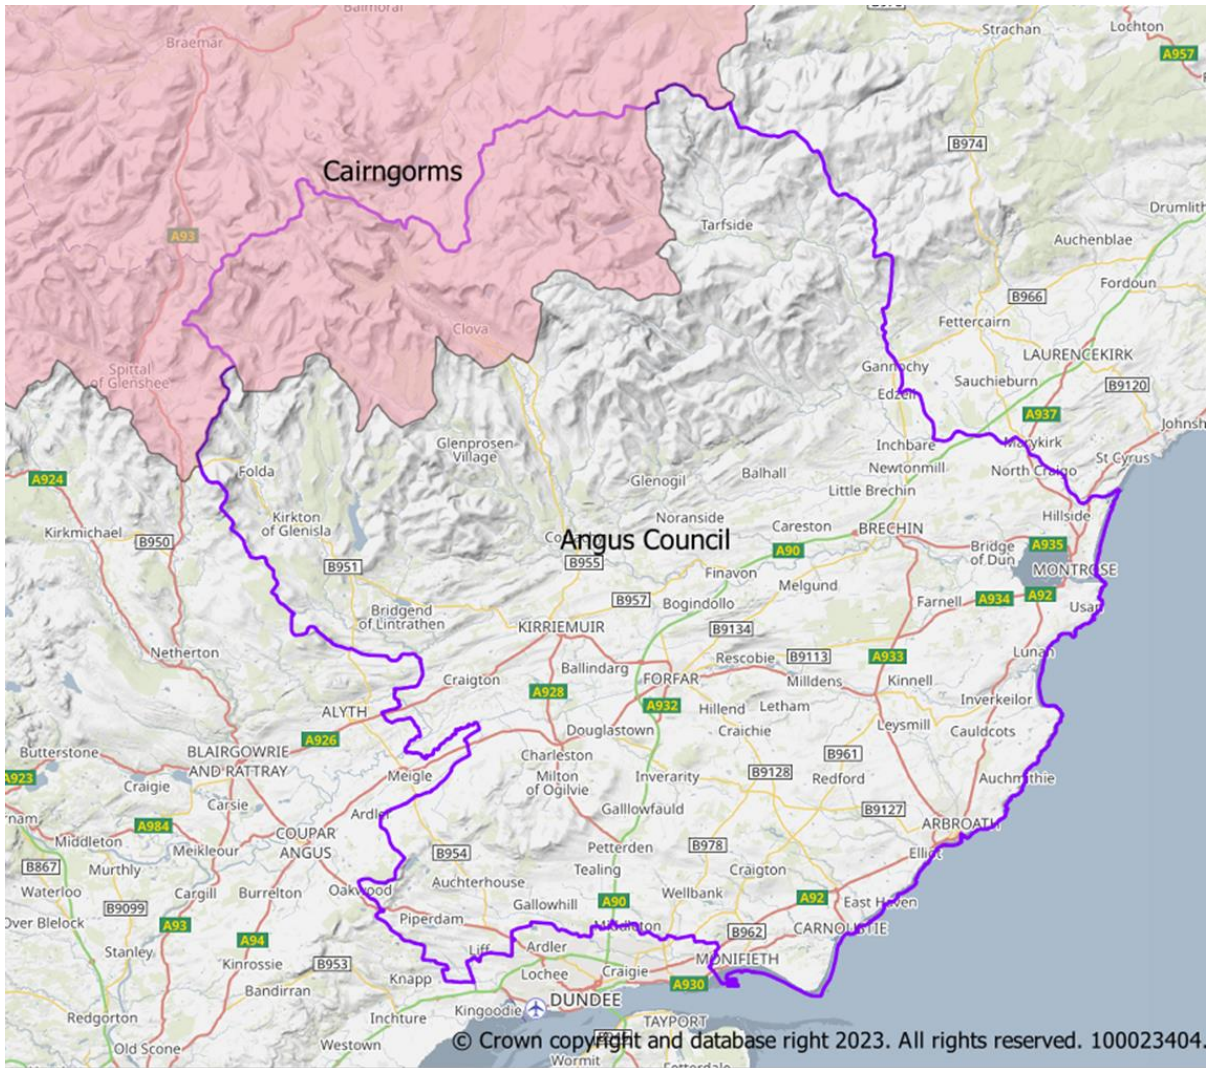 Balmoral
Braemar
Strachan
Lochton
A957
B974
Cairngorms
Drumlith
Tarfside
A93
Auchenblae
Fordoun
B966
Fettercairn
Clova
LAURENCEKIRK
Gannochy
Spittal
of Glenshee
Sauchieburn
B9120
Edzell
A937
Johnsh
Glenprosen
Village
Inchbare
Marykirk
St Cyrus
Folda
Newtonmill
North Craigo
A924
Glenogil
Balhall
Little Brechin
Kirkton
of Glenisla
Noranside
Careston
BRECHIN
Hillside
Kirkmichael
B950
Angus Council
A90
Bridge
of Dun
A935
B951
B955
Finavon
MONTROSE
Melgund
B957
Bogindollo
Farnell
A934
A92
Usan
Bridgend
of Lintrathen
KIRRIEMUIR
B9134
Netherton
Ballindarg
Rescobie
B9113
A933
Lunan
Craigton
FORFAR
Milldens
Kinnell
A928
A932
Hillend
Letham
Inverkeilor
ALYTH
Leysmill
Cauldcots
A926
Douglastown
Craichie
Butterstone
BLAIRGOWRIE
AND RATTRAY
Charleston
B961
A923
Meigle
Milton
of Ogilvie
Inverarity
B9128
Redford
Auchmithie
Craigie
Carsie
Galllowfauld
B9127
Ardler
A984
ARBROATH
Middleton
COUPAR
ANGUS
Meikleour
Petterden
B978
Elliot
B954
B867
Murthly
Tealing
Craigton
Waterloo
Cargill
Burrelton
Oakwood
Auchterhouse
Wellbank
A92
East Haven
B9099
Gallowhill
A90
Over Blelock
A93
Piperdam
Middleton
B962
CARNOUSTIE
Stanley
A94
Liff
Ardler
MONIFIETH
Kinrossie
B953
Knapp
Lochee
Craigie
A930
Bandirran
Kingoodie
DUNDEE
Redgorton
Inchture
TAYPORT
Old Scone
Westown
© Crown copyright and database right 2023. All rights reserved. 100023404.
Wormit